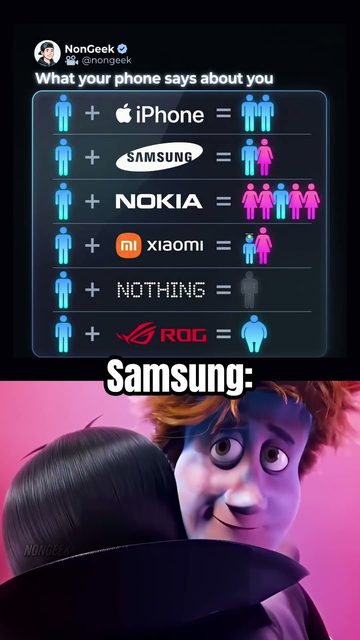 NonGeek
@nongeek
What your phone says about you
+ iPhone =
+ SAMSUNG =
+ NOKIA =
+ mi xiaomi =
+ NOTHING =
+ ROG =
Samsung:
NONGEEK